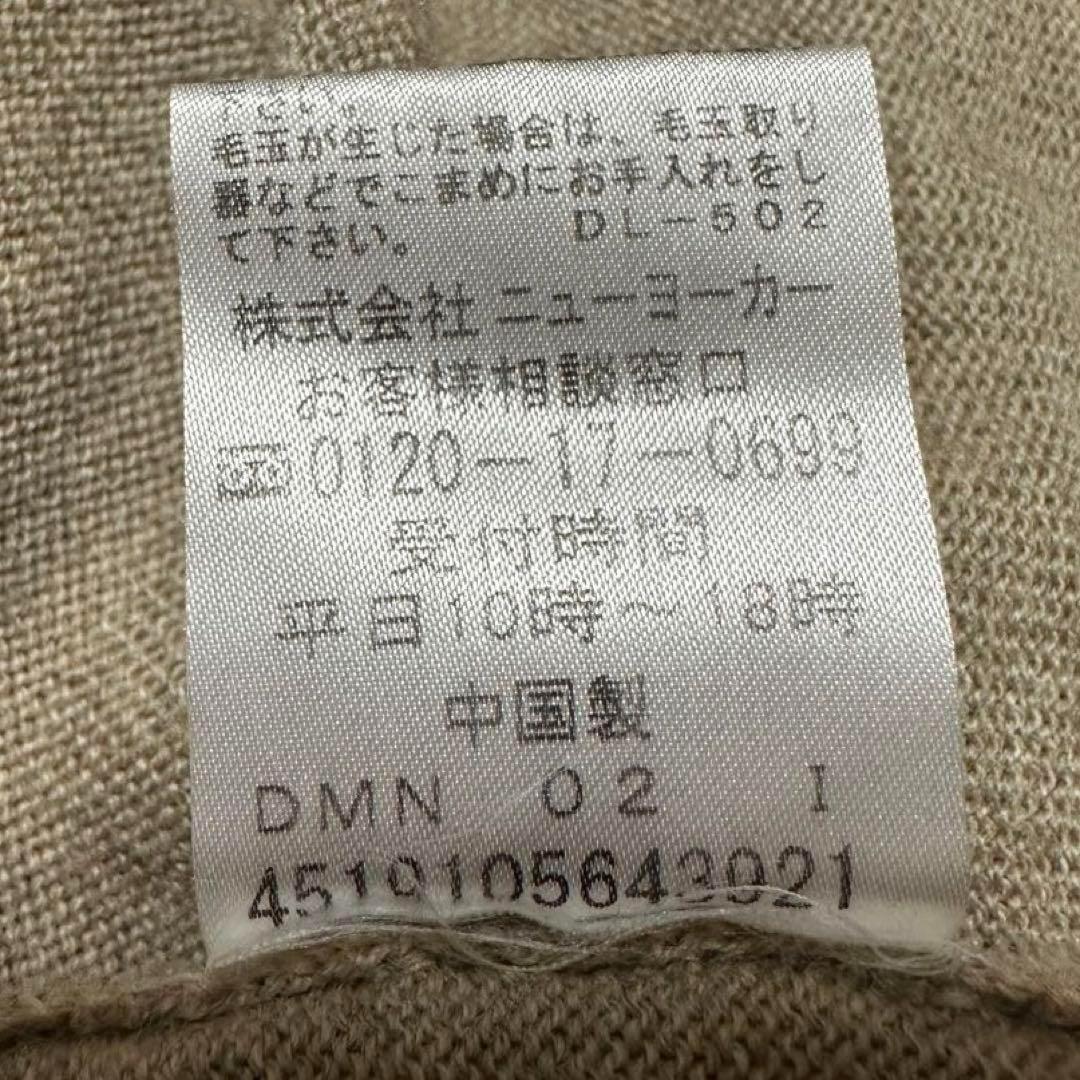 下さい。
毛玉が生じた場合は、毛玉取り
器などでこまめにお手入れをし
て下さい。 DL-502
株式会社 ニューヨーカー
お客様相談窓口
0120-17-0699
受付時間
平日10時～18時
中国製
DMN 02 I
4519105643921